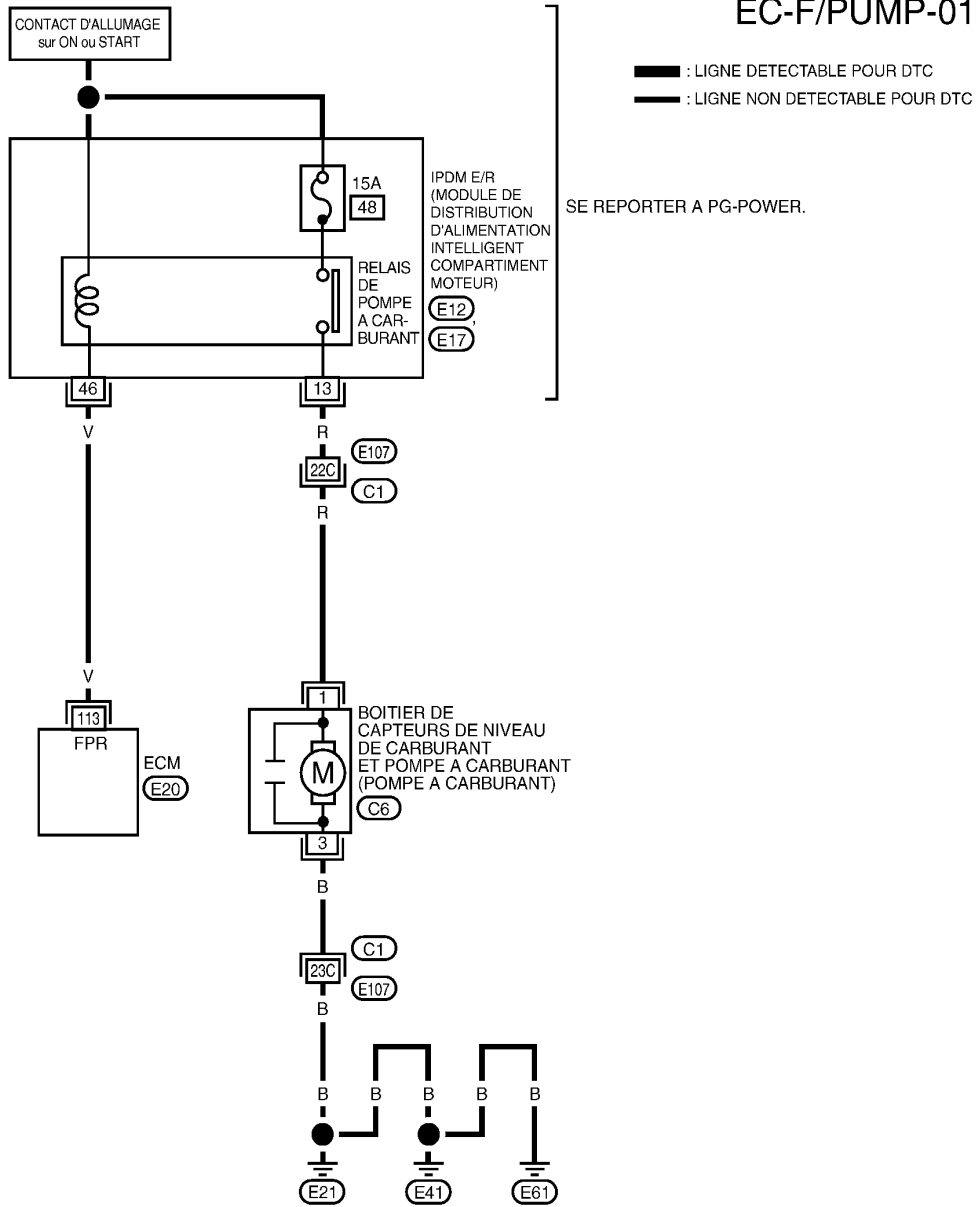 EC-F/PUMP-01
CONTACT D'ALLUMAGE
sur ON ou START
: LIGNE DETECTABLE POUR DTC
: LIGNE NON DETECTABLE POUR DTC
15A
48
IPDM E/R
(MODULE DE
DISTRIBUTION
D'ALIMENTATION
INTELLIGENT
COMPARTIMENT
MOTEUR)
E12,
E17
SE REPORTER A PG-POWER.
RELAIS
DE
POMPE
A CAR-
BURANT
46
13
V
R
E107
22C
C1
R
V
113
FPR
ECM
E20
1
BOITIER DE
CAPTEURS DE NIVEAU
DE CARBURANT
ET POMPE A CARBURANT
(POMPE A CARBURANT)
C6
M
3
B
C1
23C
E107
B
B B B B B
E21 E41 E61